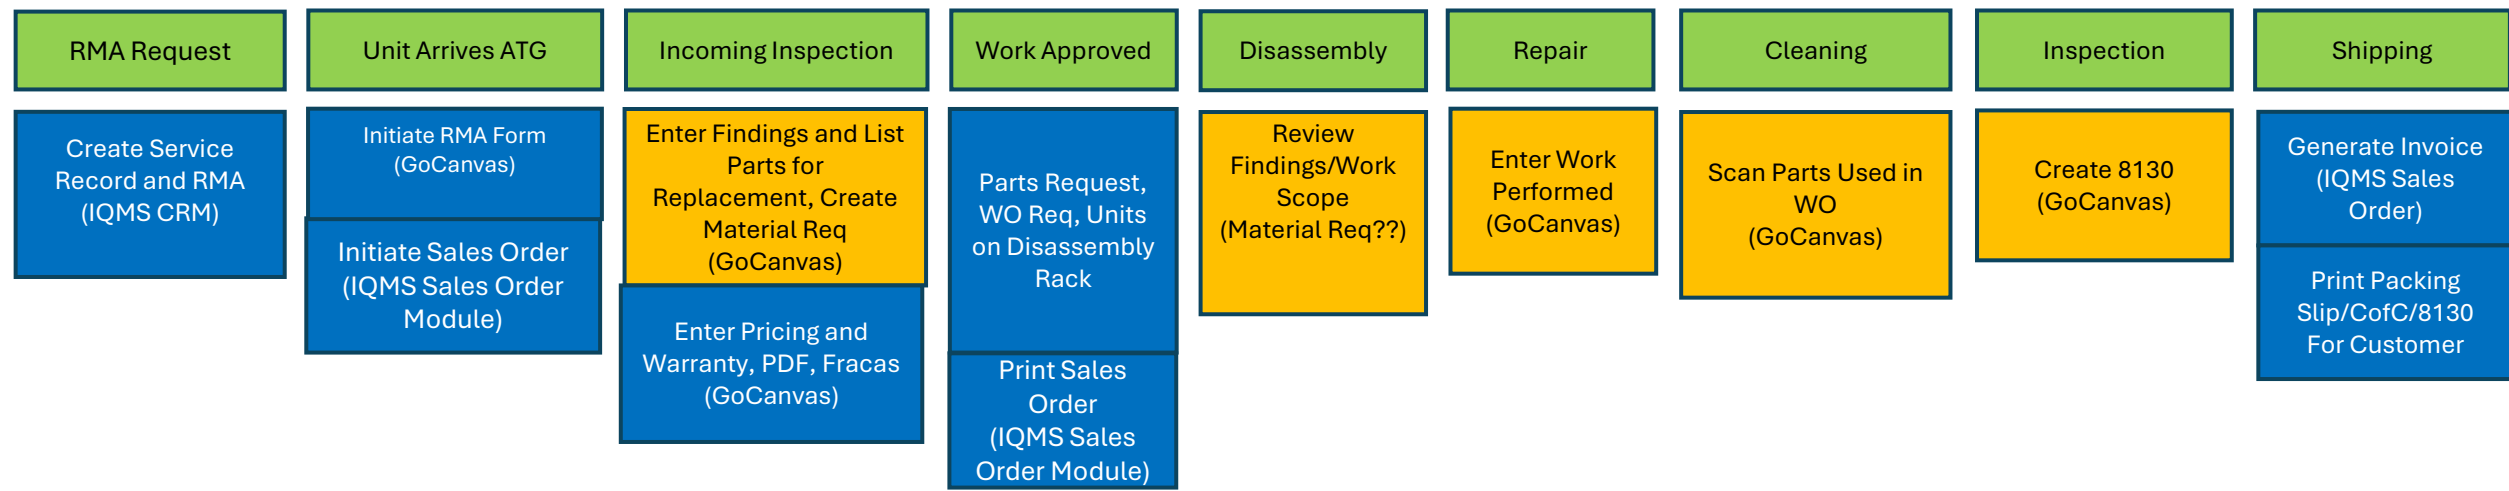 RMA Request
Unit Arrives ATG
Incoming Inspection
Work Approved
Disassembly
Repair
Cleaning
Inspection
Shipping
Create Service
Record and RMA
(IQMS CRM)
Initiate RMA Form
(GoCanvas)
Initiate Sales Order
(IQMS Sales Order
Module)
Enter Findings and List
Parts for
Replacement, Create
Material Req
(GoCanvas)
Enter Pricing and
Warranty, PDF, Fracas
(GoCanvas)
Parts Request,
WO Req, Units
on Disassembly
Rack
Print Sales
Order
(IQMS Sales
Order Module)
Review
Findings/Work
Scope
(Material Req??)
Enter Work
Performed
(GoCanvas)
Scan Parts Used in
WO
(GoCanvas)
Create 8130
(GoCanvas)
Generate Invoice
(IQMS Sales
Order)
Print Packing
Slip/CofC/8130
For Customer